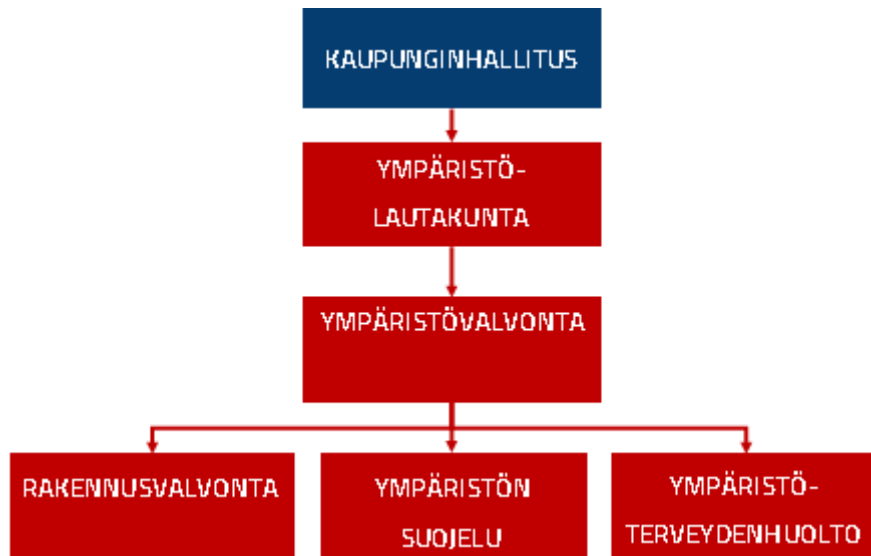 KAUPUNGINHALLITUS
YMPÄRISTÖ-
LAUTAKUNTA
YMPÄRISTÖVALVONTA
RAKENNUSVALVONTA
YMPÄRISTÖN
SUOJELU
YMPÄRISTÖ-
TERVEYDENHUOLTO